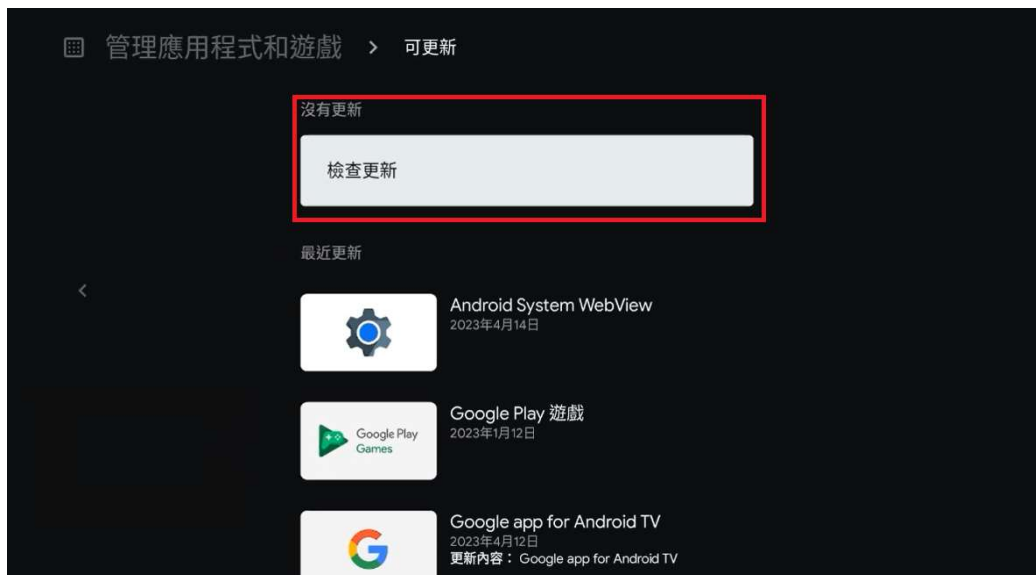 管理應用程式和遊戲 > 可更新
沒有更新
檢查更新
最近更新
Android System WebView
2023年4月14日
Google Play 遊戲
2023年1月12日
Google Play
Games
Google app for Android TV
2023年4月12日
更新內容： Google app for Android TV